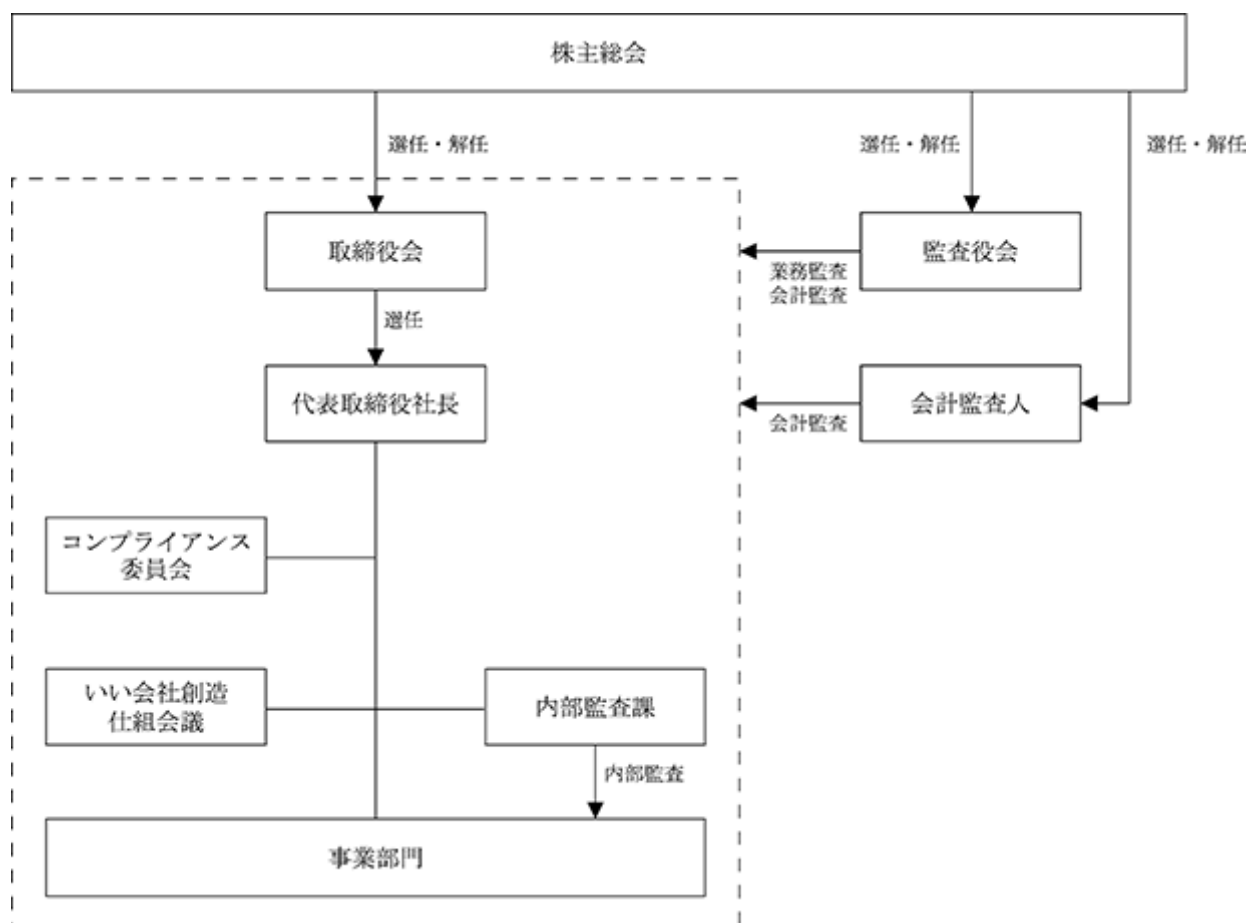 株主総会
選任・解任
選任・解任
選任・解任
取締役会
監査役会
業務監査
会計監査
選任
代表取締役社長
会計監査人
会計監査
コンプライアンス
委員会
いい会社創造
仕組会議
内部監査課
内部監査
事業部門